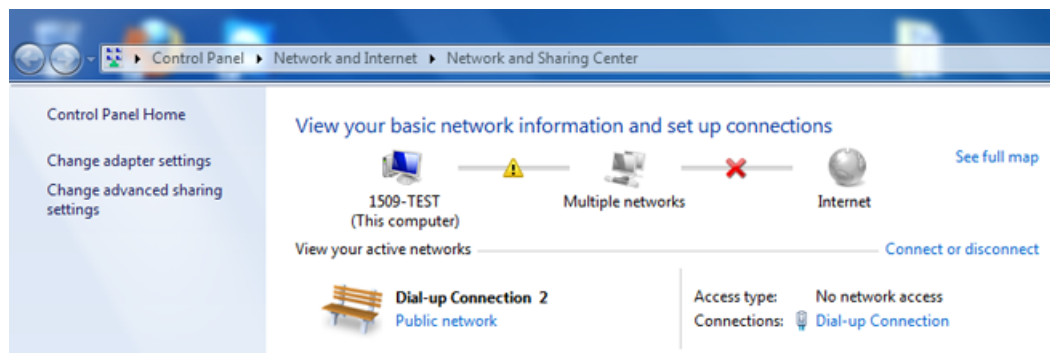 Control Panel ▸ Network and Internet ▸ Network and Sharing Center
Control Panel Home
Change adapter settings
Change advanced sharing
settings
View your basic network information and set up connections
See full map
1509-TEST
(This computer)
Multiple networks
Internet
View your active networks
Connect or disconnect
Dial-up Connection 2
Public network
Access type: No network access
Connections: Dial-up Connection